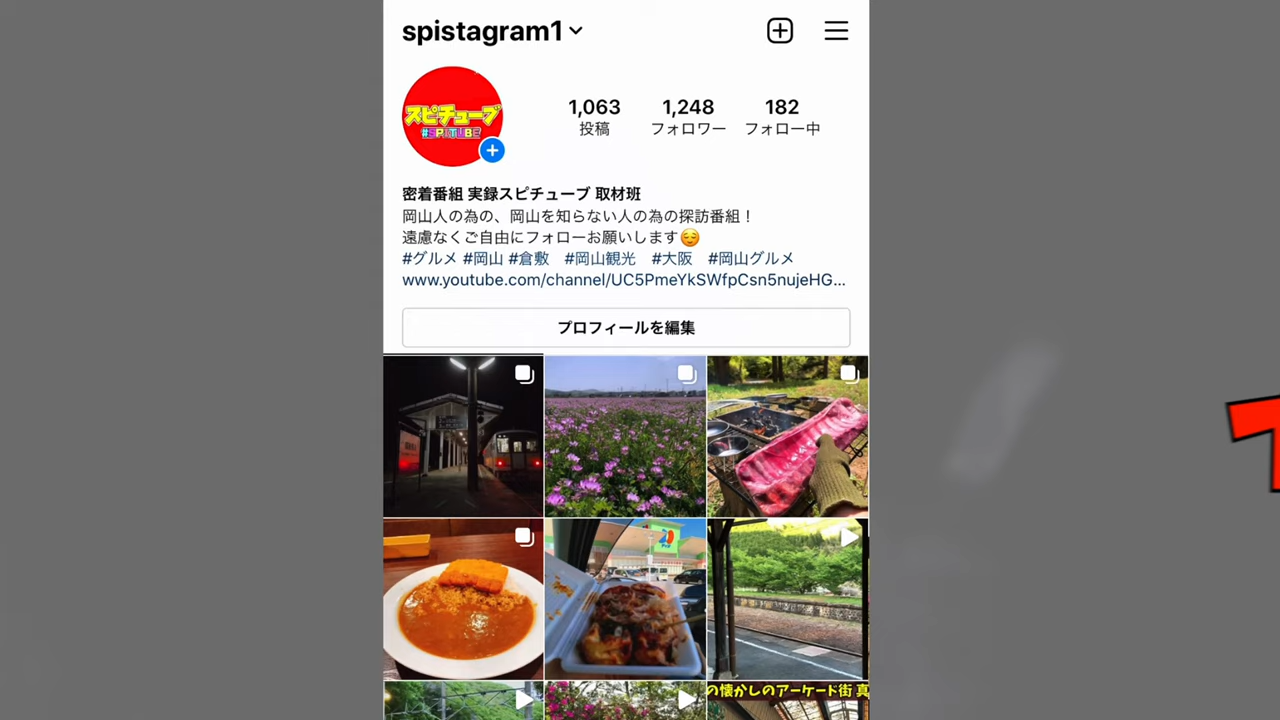 spistagram1
スピチューブ
#SPITUBE
1,063
投稿
1,248
フォロワー
182
フォロー中
密着番組 実録スピチューブ 取材班
岡山人の為の、岡山を知らない人の為の探訪番組！
遠慮なくご自由にフォローお願いします😌
#グルメ #岡山 #倉敷　#岡山観光　#大阪　#岡山グルメ
www.youtube.com/channel/UC5PmeYkSWfpCsn5nujeHG...
プロフィールを編集
の懐かしのアーケード街 真